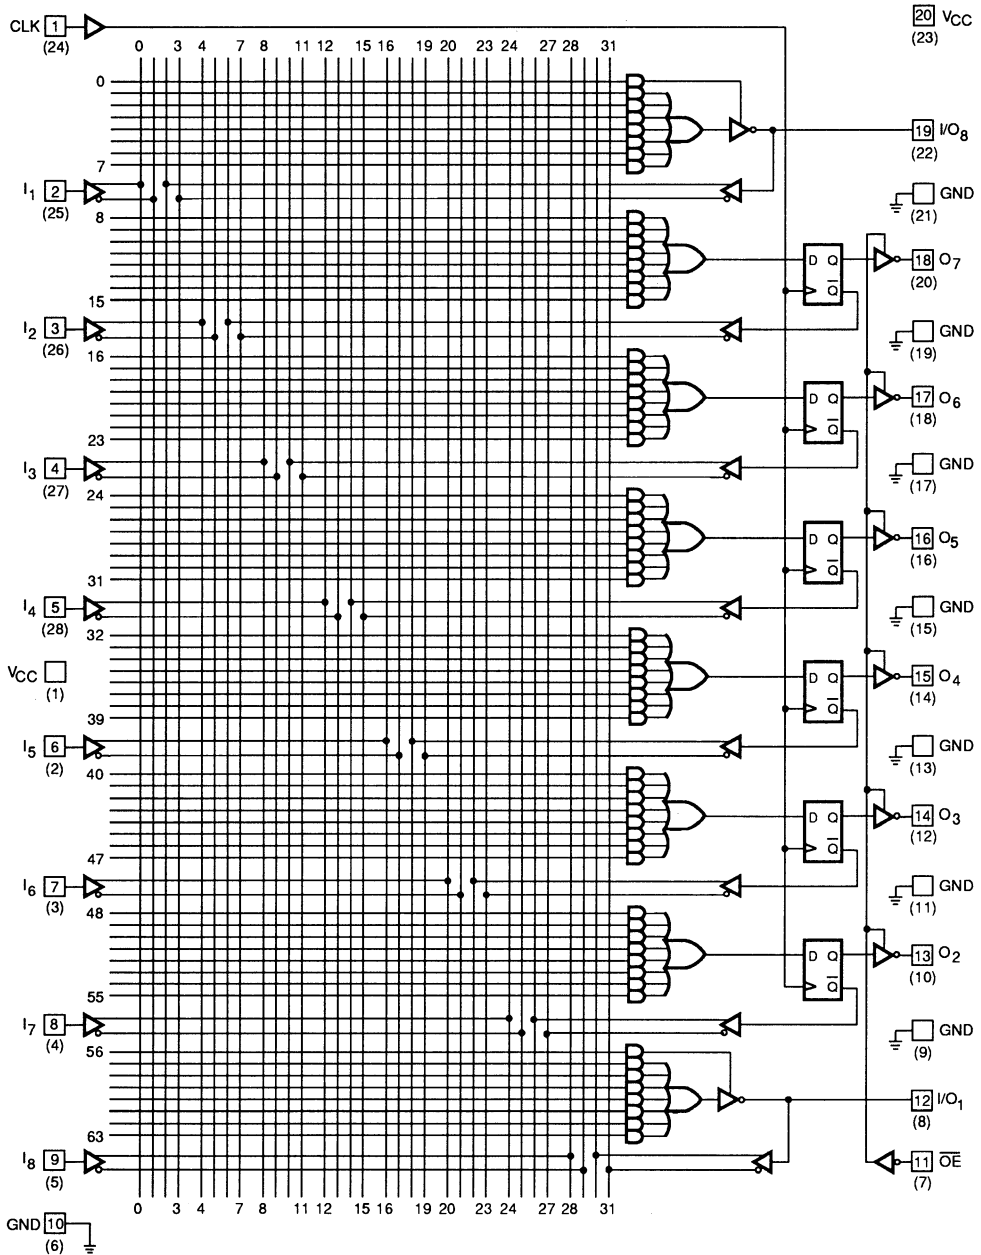 CLK 1 (24)
20 VCC (23)
0 3 4 7 8 11 12 15 16 19 20 23 24 27 28 31
0
19 I/O8 (22)
7
I1 2 (25)
GND (21)
8
D Q
18 O7 (20)
Q̅
15
I2 3 (26)
GND (19)
16
D Q
17 O6 (18)
Q̅
23
I3 4 (27)
GND (17)
24
D Q
16 O5 (16)
Q̅
31
I4 5 (28)
GND (15)
32
VCC (1)
D Q
15 O4 (14)
Q̅
39
I5 6 (2)
GND (13)
40
D Q
14 O3 (12)
Q̅
47
I6 7 (3)
GND (11)
48
D Q
13 O2 (10)
Q̅
55
I7 8 (4)
GND (9)
56
12 I/O1 (8)
63
I8 9 (5)
11 O̅E̅ (7)
0 3 4 7 8 11 12 15 16 19 20 23 24 27 28 31
GND 10 (6)